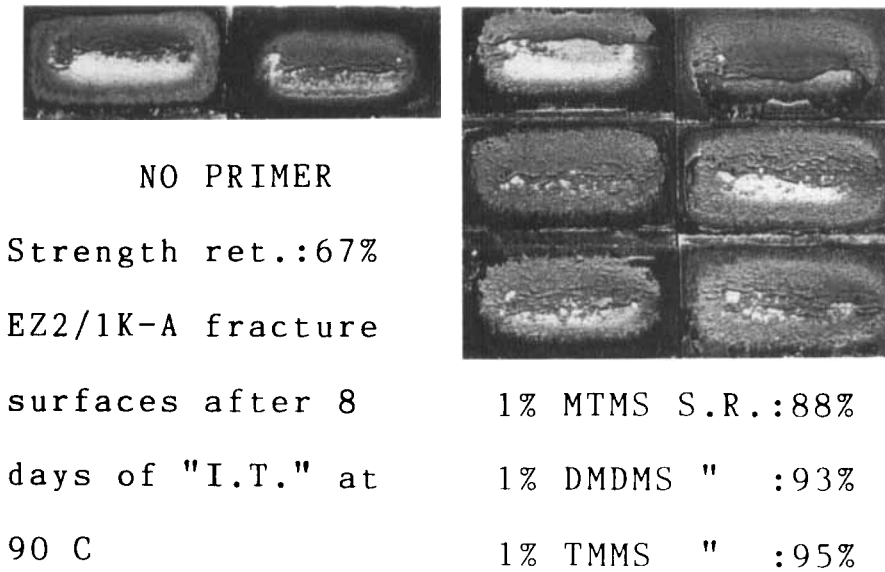 NO PRIMER
Strength ret.:67%
EZ2/1K-A fracture
surfaces after 8
days of "I.T." at
90 C
1% MTMS S.R.:88%
1% DMDMS " :93%
1% TMMS " :95%